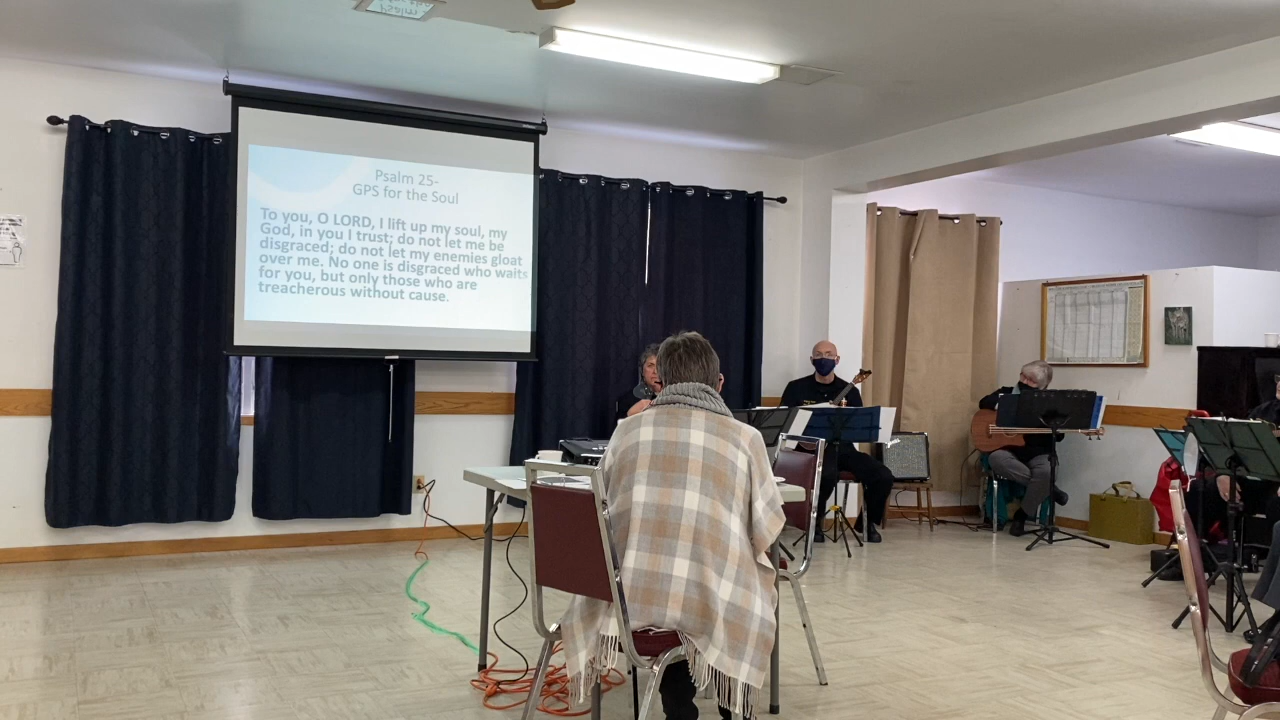 Psalm 25-
GPS for the Soul
To you, O LORD, I lift up my soul, my
God, in you I trust; do not let me be
disgraced; do not let my enemies gloat
over me. No one is disgraced who waits
for you, but only those who are
treacherous without cause.